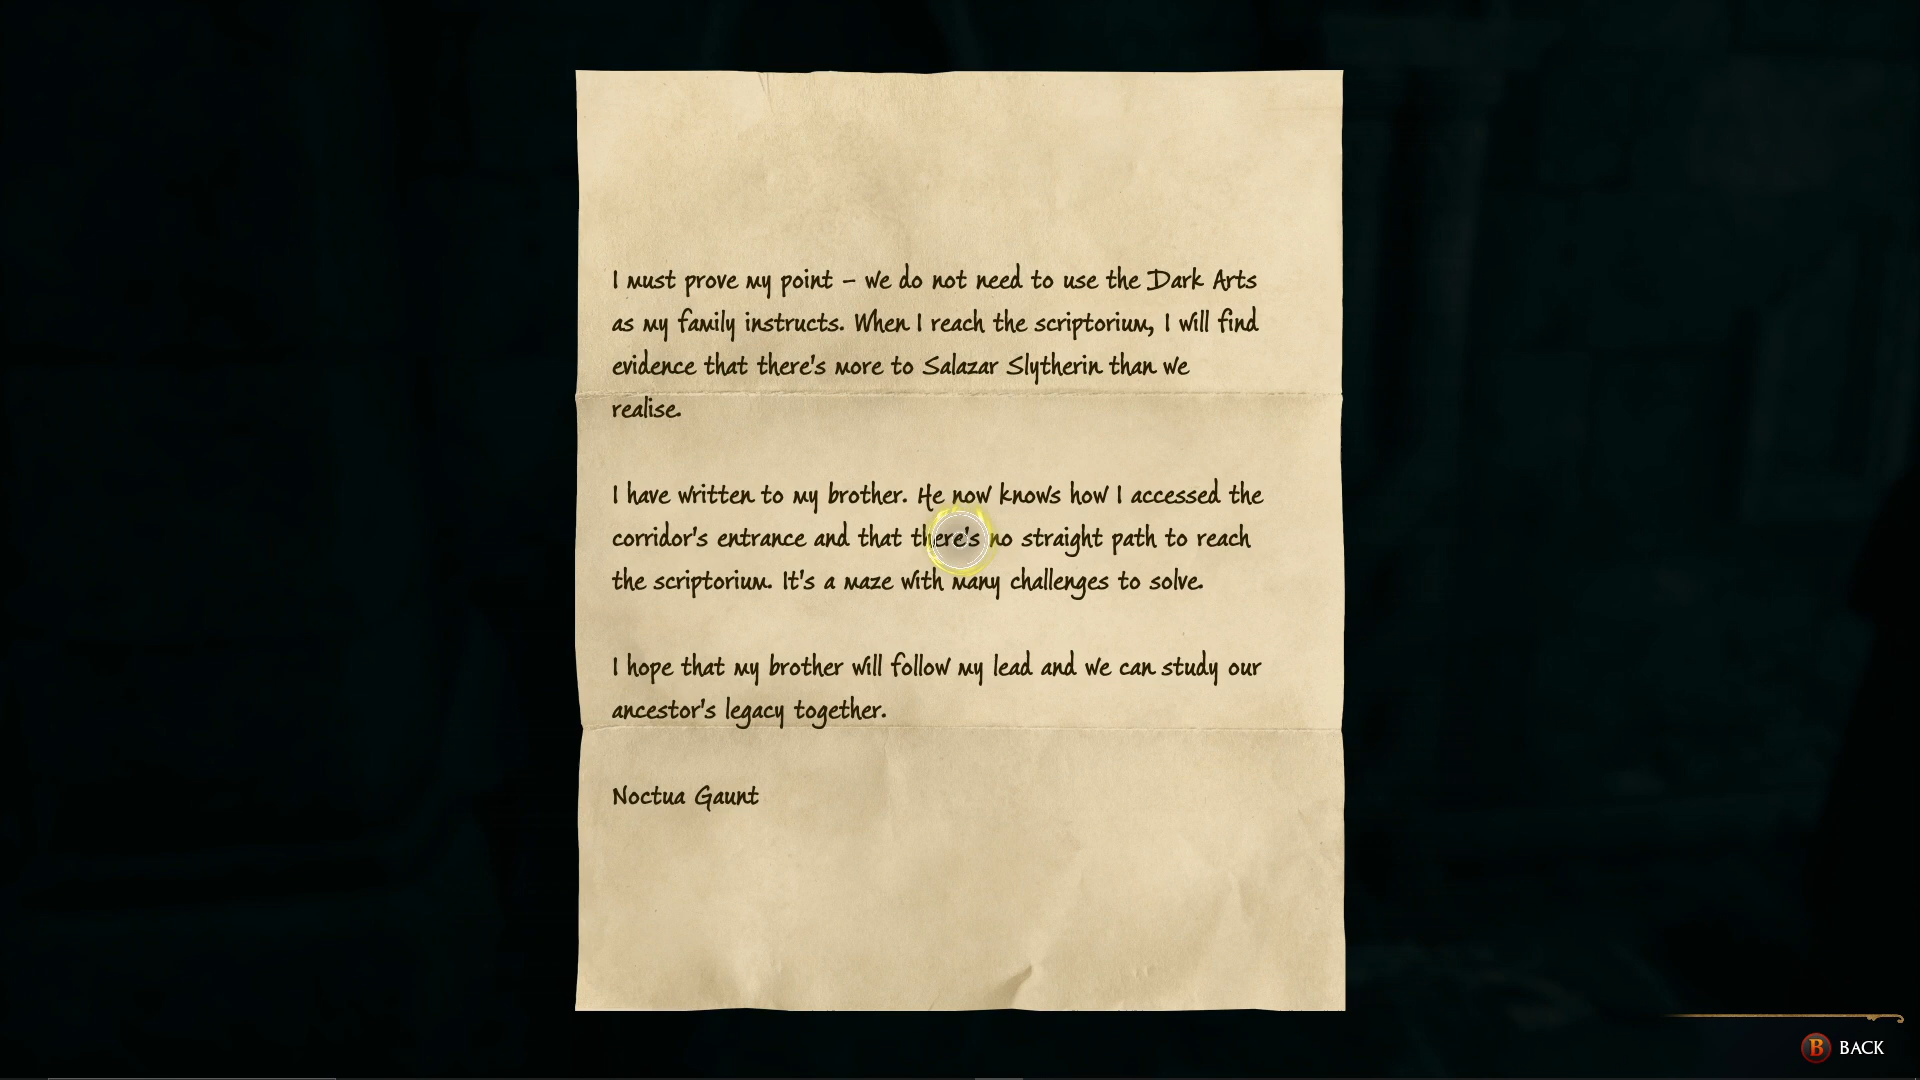 I must prove my point – we do not need to use the Dark Arts
as my family instructs. When I reach the scriptorium, I will find
evidence that there's more to Salazar Slytherin than we
realise.
I have written to my brother. He now knows how I accessed the
corridor's entrance and that there's no straight path to reach
the scriptorium. It's a maze with many challenges to solve.
I hope that my brother will follow my lead and we can study our
ancestor's legacy together.
Noctua Gaunt
B BACK